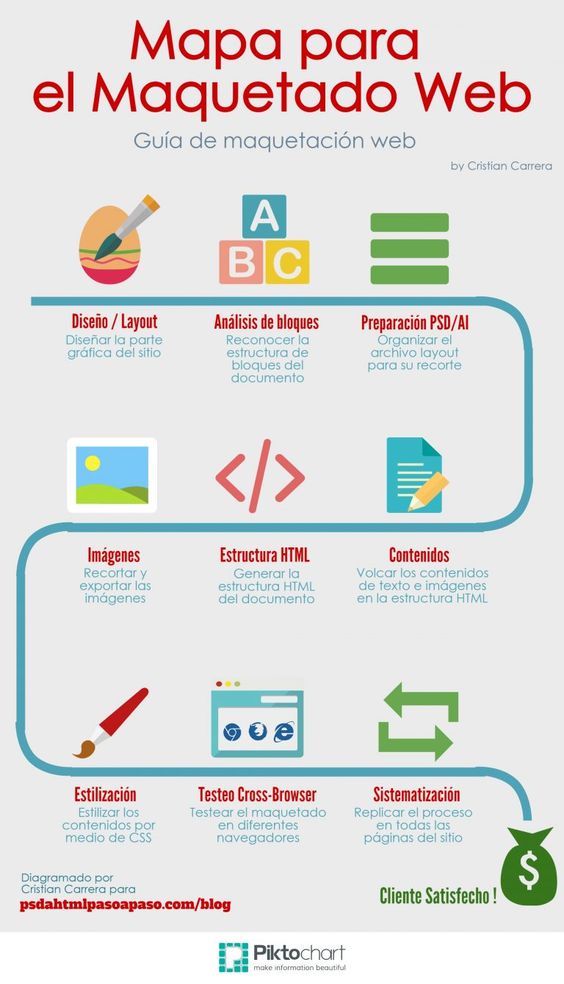 Mapa para
el Maquetado Web
Guía de maquetación web
by Cristian Carrera
A
B C
Diseño / Layout
Diseñar la parte
gráfica del sitio
Análisis de bloques
Reconocer la
estructura de
bloques del
documento
Preparación PSD/AI
Organizar el
archivo layout
para su recorte
Imágenes
Recortar y
exportar las
imágenes
Estructura HTML
Generar la
estructura HTML
del documento
Contenidos
Volcar los contenidos
de texto e imágenes
en la estructura HTML
Estilización
Estilizar los
contenidos por
medio de CSS
Testeo Cross-Browser
Testear el maquetado
en diferentes
navegadores
Sistematización
Replicar el proceso
en todas las
páginas del sitio
$
Cliente Satisfecho !
Diagramado por
Cristian Carrera para
psdahtmlpasoapaso.com/blog
Piktochart
make information beautiful